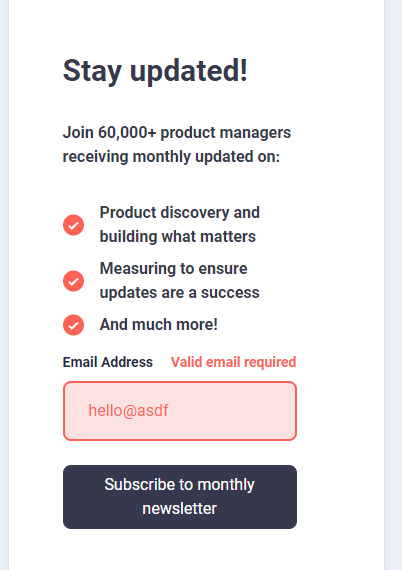 Stay updated!
Join 60,000+ product managers
receiving monthly updated on:
Product discovery and
building what matters
Measuring to ensure
updates are a success
And much more!
Email Address Valid email required
hello@asdf
Subscribe to monthly
newsletter